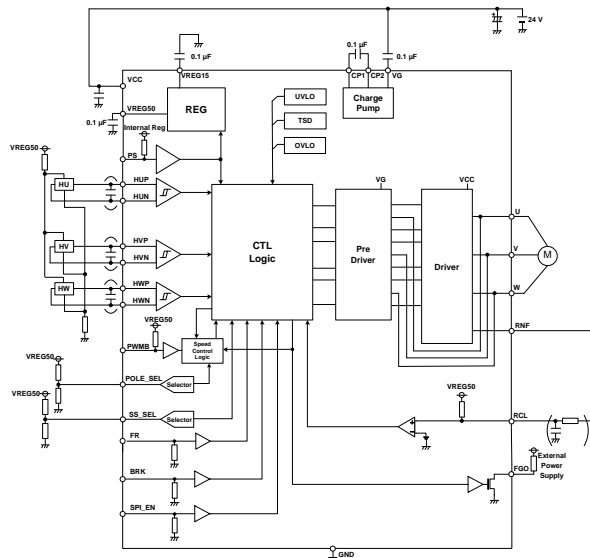 24 V
0.1 µF
0.1 µF
0.1 µF
VCC
VREG15
CP1
CP2
VG
VREG50
REG
UVLO
Charge
Pump
0.1 µF
Internal Reg
TSD
VREG50
OVLO
PS
HU
HUP
HUN
VG
VCC
U
HV
HVP
HVN
CTL
Logic
Pre
Driver
Driver
V
M
HW
HWP
HWN
W
VREG50
RNF
PWMB
Speed
Control
Logic
VREG50
POLE_SEL
Selector
VREG50
VREG50
SS_SEL
Selector
RCL
FR
External
Power
Supply
FGO
BRK
SPI_EN
GND